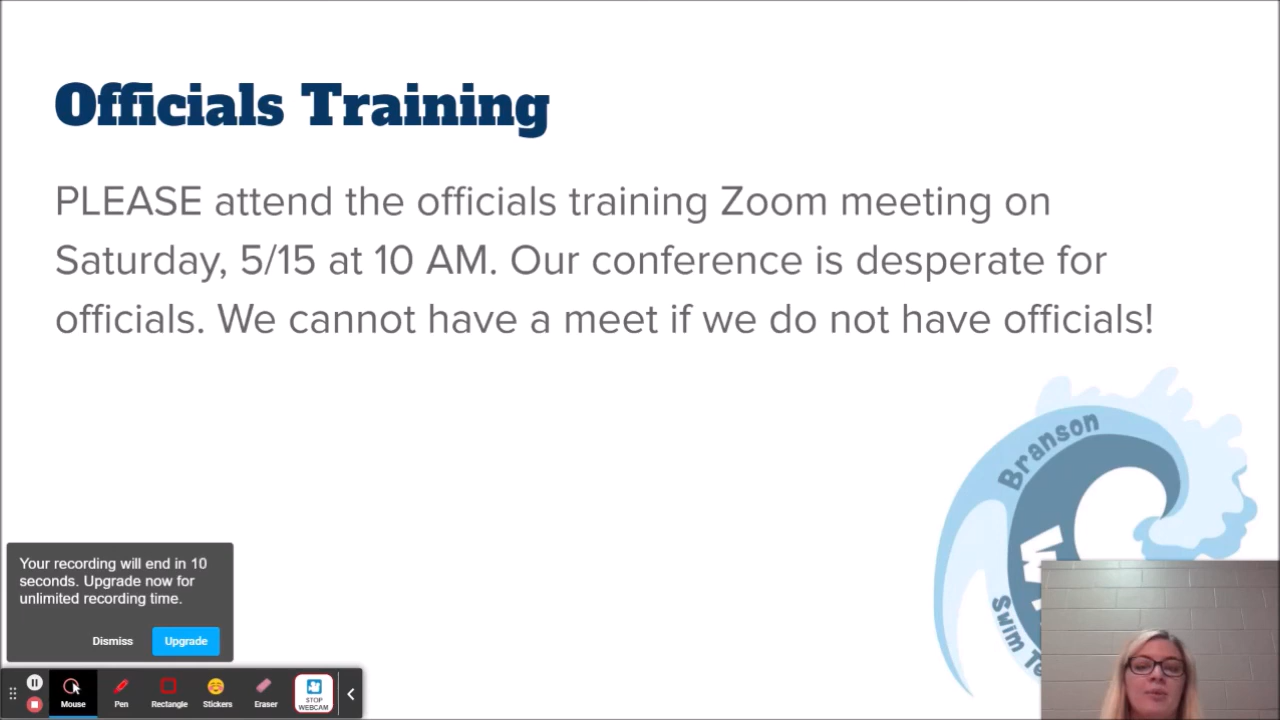 Officials Training
PLEASE attend the officials training Zoom meeting on
Saturday, 5/15 at 10 AM. Our conference is desperate for
officials. We cannot have a meet if we do not have officials!
Branson
Swim
Your recording will end in 10
seconds. Upgrade now for
unlimited recording time.
Dismiss Upgrade
Mouse Pen Rectangle Stickers Eraser STOP
WEBCAM